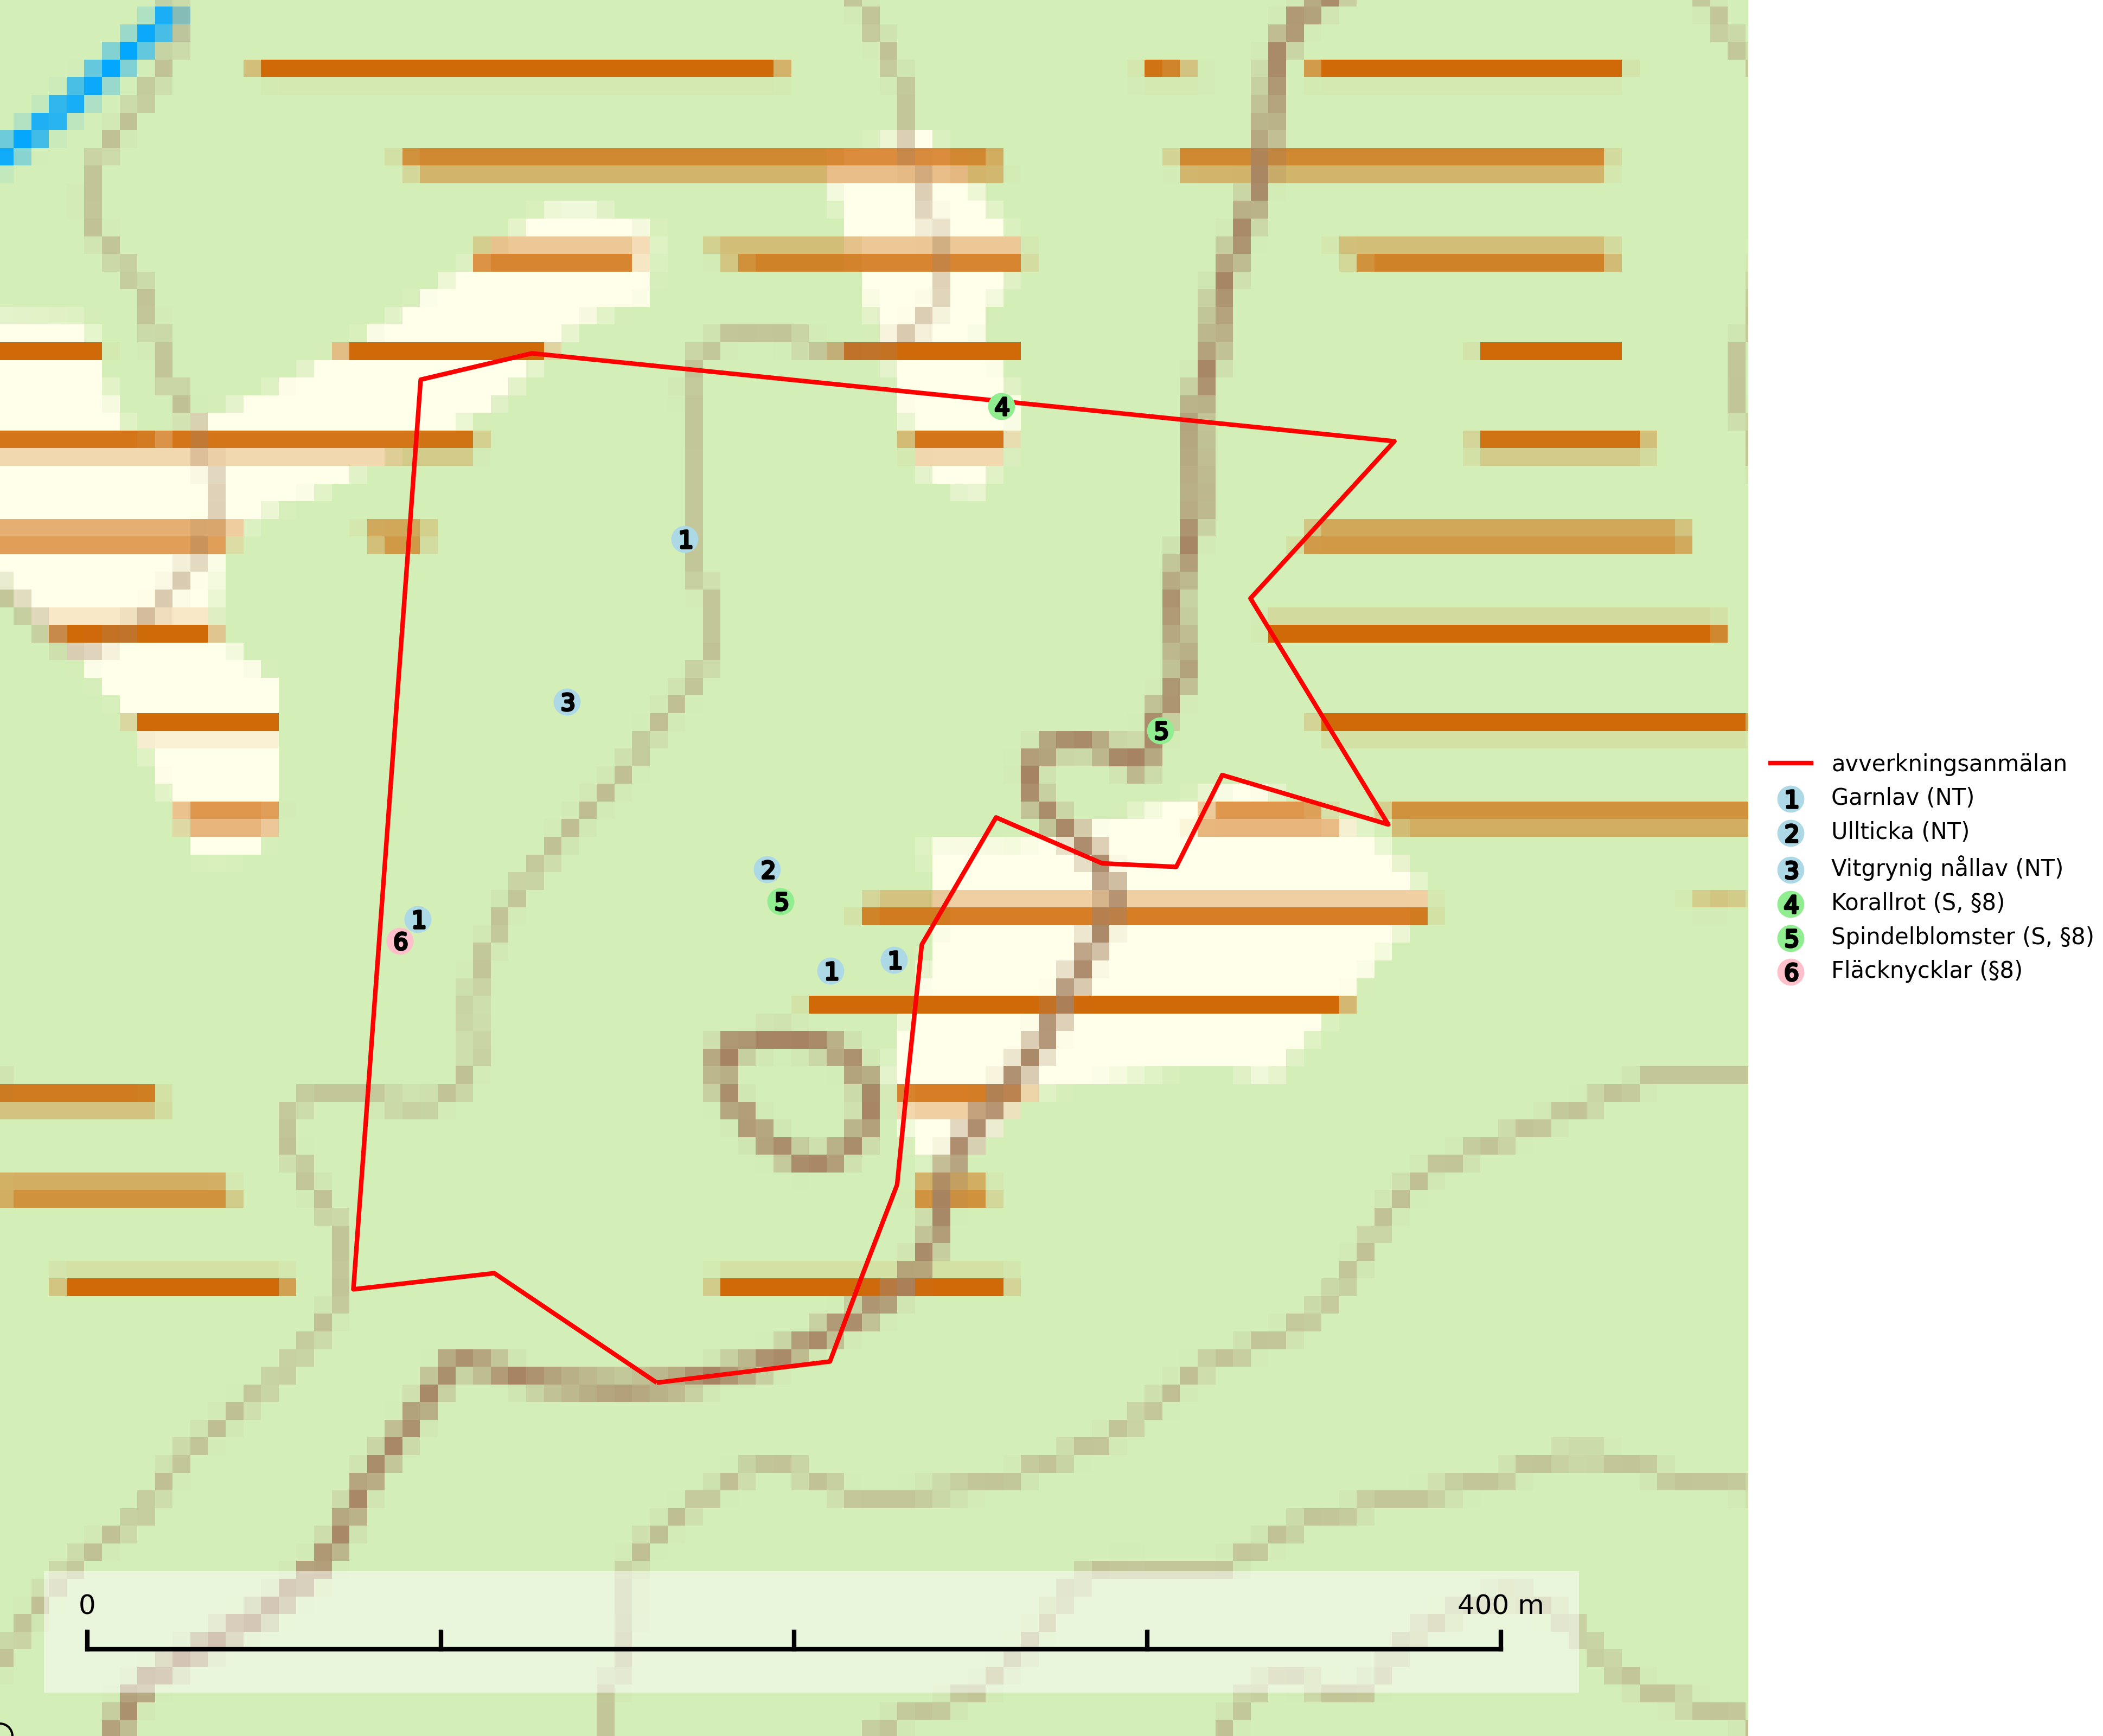 4
1
3
5
2
5
1
6
1
1
avverkningsanmälan
1 Garnlav (NT)
2 Ullticka (NT)
3 Vitgrynig nållav (NT)
4 Korallrot (S, §8)
5 Spindelblomster (S, §8)
6 Fläcknycklar (§8)
0 400 m